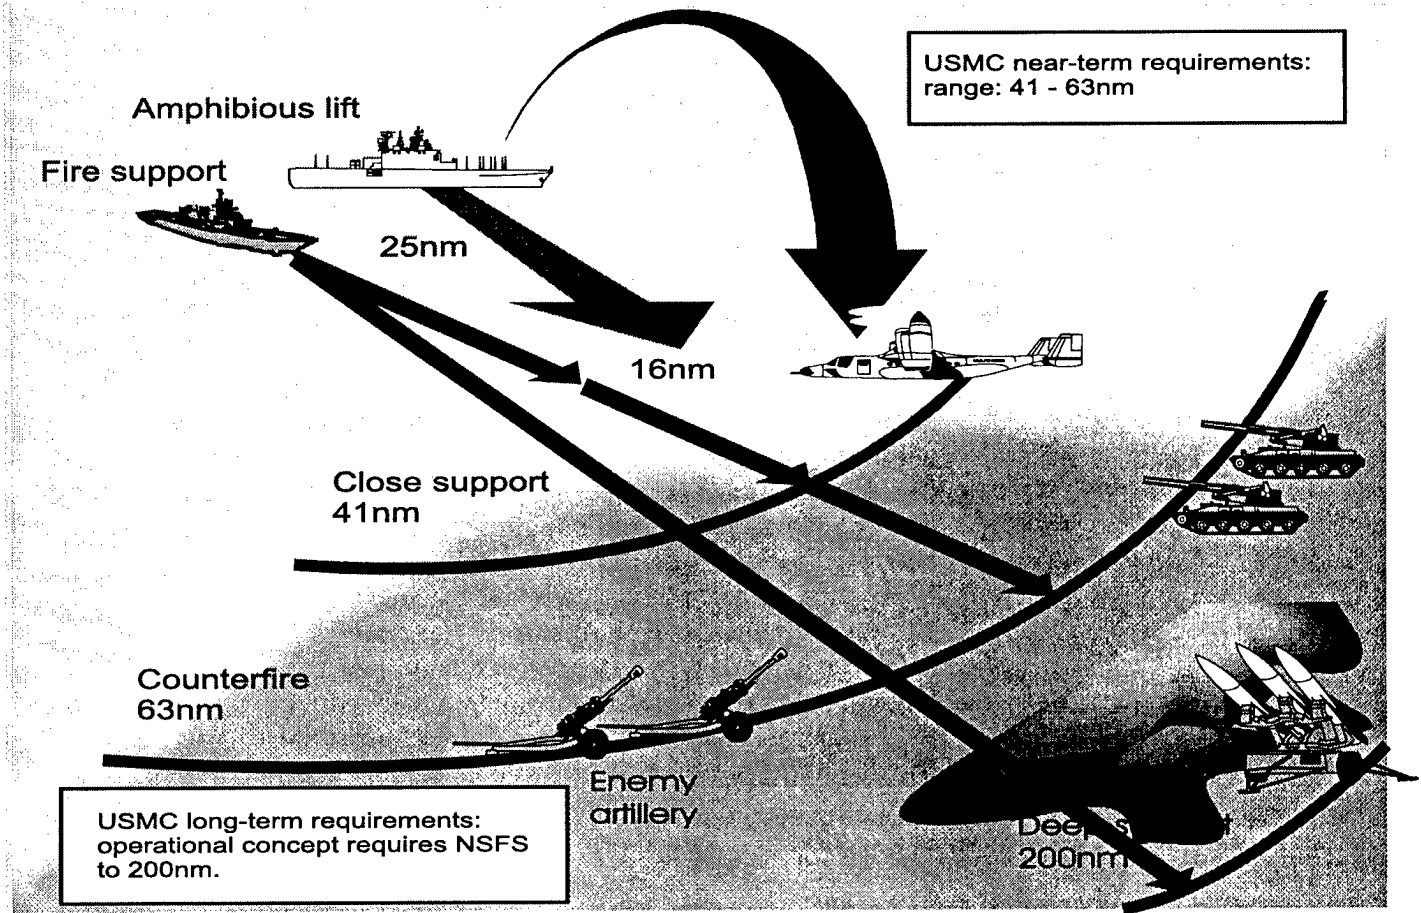 USMC near-term requirements:
range: 41 - 63nm
Amphibious lift
Fire support
25nm
16nm
Close support
41nm
Counterfire
63nm
Enemy
artillery
Deep
200nm
USMC long-term requirements:
operational concept requires NSFS
to 200nm.